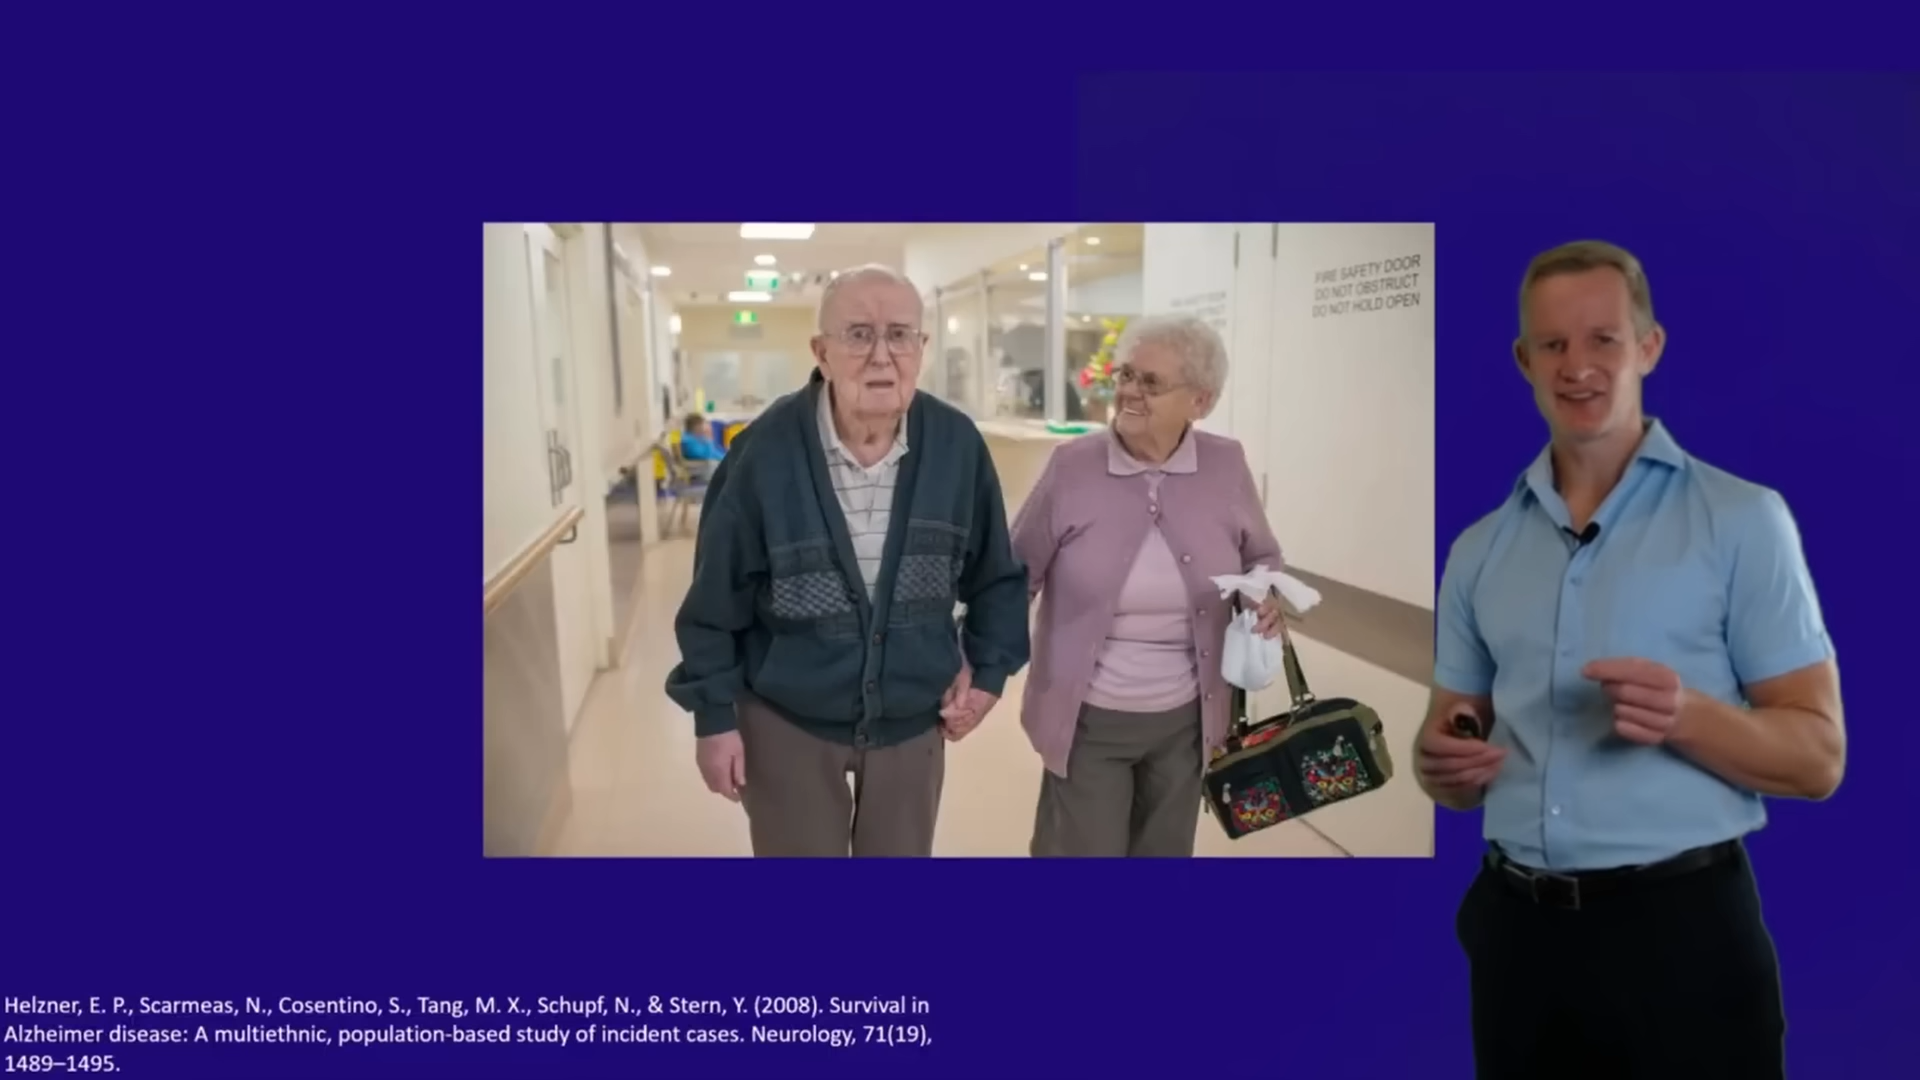 FIRE SAFETY DOOR
DO NOT OBSTRUCT
DO NOT HOLD OPEN
Helzner, E. P., Scarmeas, N., Cosentino, S., Tang, M. X., Schupf, N., & Stern, Y. (2008). Survival in
Alzheimer disease: A multiethnic, population-based study of incident cases. Neurology, 71(19),
1489–1495.